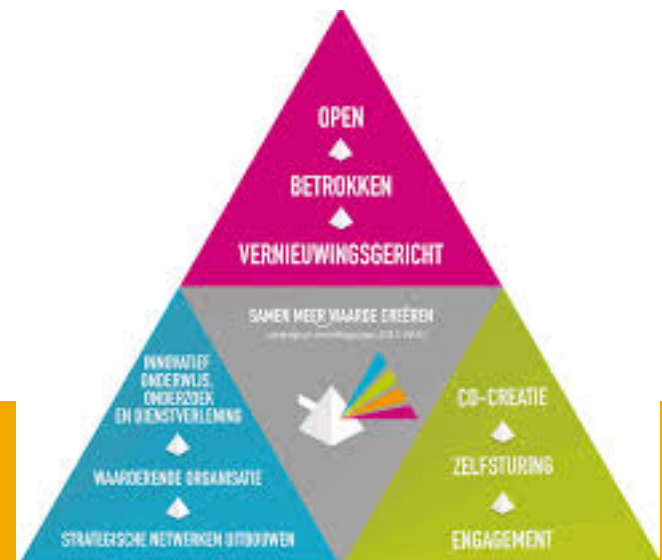 OPEN
BETROKKEN
VERNIEUWINGSGERICHT
SAMEN MEER WAARDE CREËREN
INNOVATIEF
ONDERWIJS,
ONDERZOEK
EN DIENSTVERLENING
WAARDERENDE ORGANISATIE
STRATEGISCHE NETWERKEN UITBOUWEN
CO-CREATIE
ZELFSTURING
ENGAGEMENT